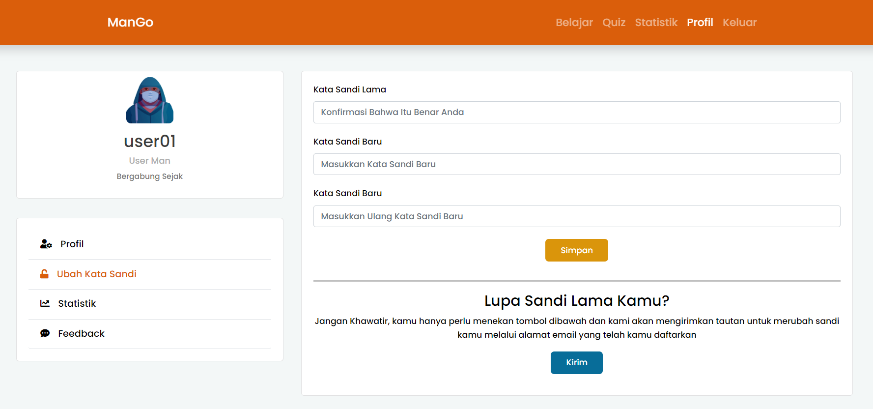 ManGo
Belajar Quiz Statistik Profil Keluar
user01
User Man
Bergabung Sejak
Profil
Ubah Kata Sandi
Statistik
Feedback
Kata Sandi Lama
Konfirmasi Bahwa Itu Benar Anda
Kata Sandi Baru
Masukkan Kata Sandi Baru
Kata Sandi Baru
Masukkan Ulang Kata Sandi Baru
Simpan
Lupa Sandi Lama Kamu?
Jangan Khawatir, kamu hanya perlu menekan tombol dibawah dan kami akan mengirimkan tautan untuk merubah sandi
kamu melalui alamat email yang telah kamu daftarkan
Kirim